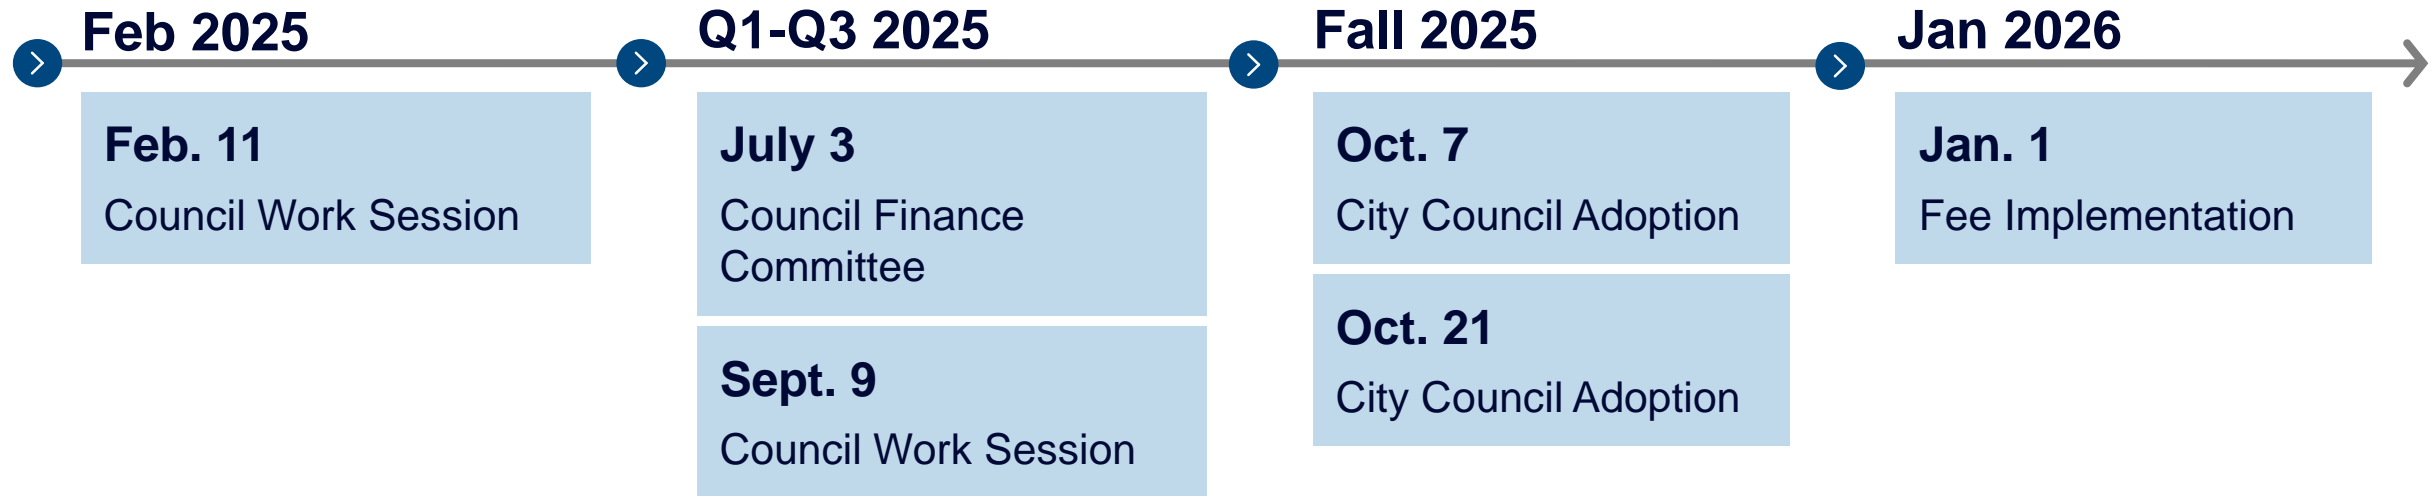 Feb 2025
Feb. 11
Council Work Session
Q1-Q3 2025
July 3
Council Finance
Committee
Sept. 9
Council Work Session
Fall 2025
Oct. 7
City Council Adoption
Oct. 21
City Council Adoption
Jan 2026
Jan. 1
Fee Implementation